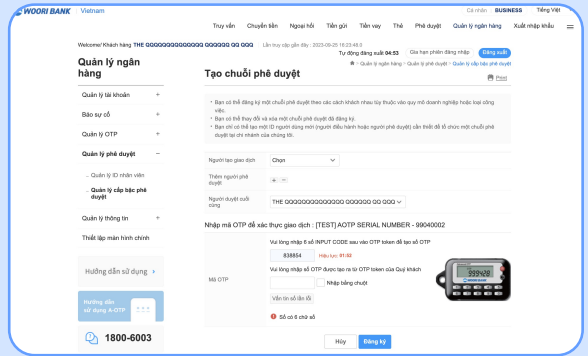 WOORI BANK Vietnam
Cá nhân BUSINESS Tiếng Việt
Truy vấn Chuyển tiền Ngoại hối Tiền gửi Tiền vay Thẻ Phê duyệt Quản lý ngân hàng Xuất nhập khẩu
Welcome! Khách hàng THE QQQQQQQQQQQQQQ QQQQQQ QQ QQQ Lần truy cập gần đây : 2023-09-25 16:23:48.0
Tự động đăng xuất 04:53 Gia hạn phiên đăng nhập Đăng xuất
> Quản lý ngân hàng > Quản lý phê duyệt > Quản lý cấp bậc phê duyệt
Quản lý ngân hàng
Quản lý tài khoản +
Báo sự cố +
Quản lý OTP +
Quản lý phê duyệt −
- Quản lý ID nhân viên
- Quản lý cấp bậc phê duyệt
Quản lý thông tin +
Thiết lập màn hình chính
Hướng dẫn sử dụng ›
Hướng dẫn
sử dụng A-OTP
1800-6003
Tạo chuỗi phê duyệt
Print
* Bạn có thể đăng ký một chuỗi phê duyệt theo các cách khác nhau tùy thuộc vào quy mô doanh nghiệp hoặc loại công
việc.
* Bạn có thể thay đổi và xóa một chuỗi phê duyệt đã đăng ký.
* Bạn chỉ có thể tạo một ID người dùng mới (người điều hành hoặc người phê duyệt) cần thiết để tổ chức một chuỗi phê
duyệt tại chi nhánh của chúng tôi.
Người tạo giao dịch Chọn
Thêm người phê
duyệt + −
Người duyệt cuối
cùng THE QQQQQQQQQQQQQQ QQQQQQ QQ QQQ
Nhập mã OTP để xác thực giao dịch : [TEST] AOTP SERIAL NUMBER - 99040002
Mã OTP
Vui lòng nhập 6 số INPUT CODE sau vào OTP token để tạo số OTP
838854 Hiệu lực: 01:52
Vui lòng nhập số OTP được tạo ra từ OTP token của Quý khách
Nhập bằng chuột
Vấn tin số lần lỗi
Số có 6 chữ số
Hủy Đăng ký